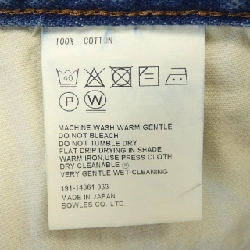 100% COTTON
40
P
W
MACHINE WASH WARM GENTLE
DO NOT BLEACH
DO NOT TUMBLE DRY
FLAT DRIP DRYING IN SHADE
WARM IRON, USE PRESS CLOTH
DRY CLEANABLE
VERY GENTLE WET CLEANING
MADE IN JAPAN
BOWLES CO., LTD.